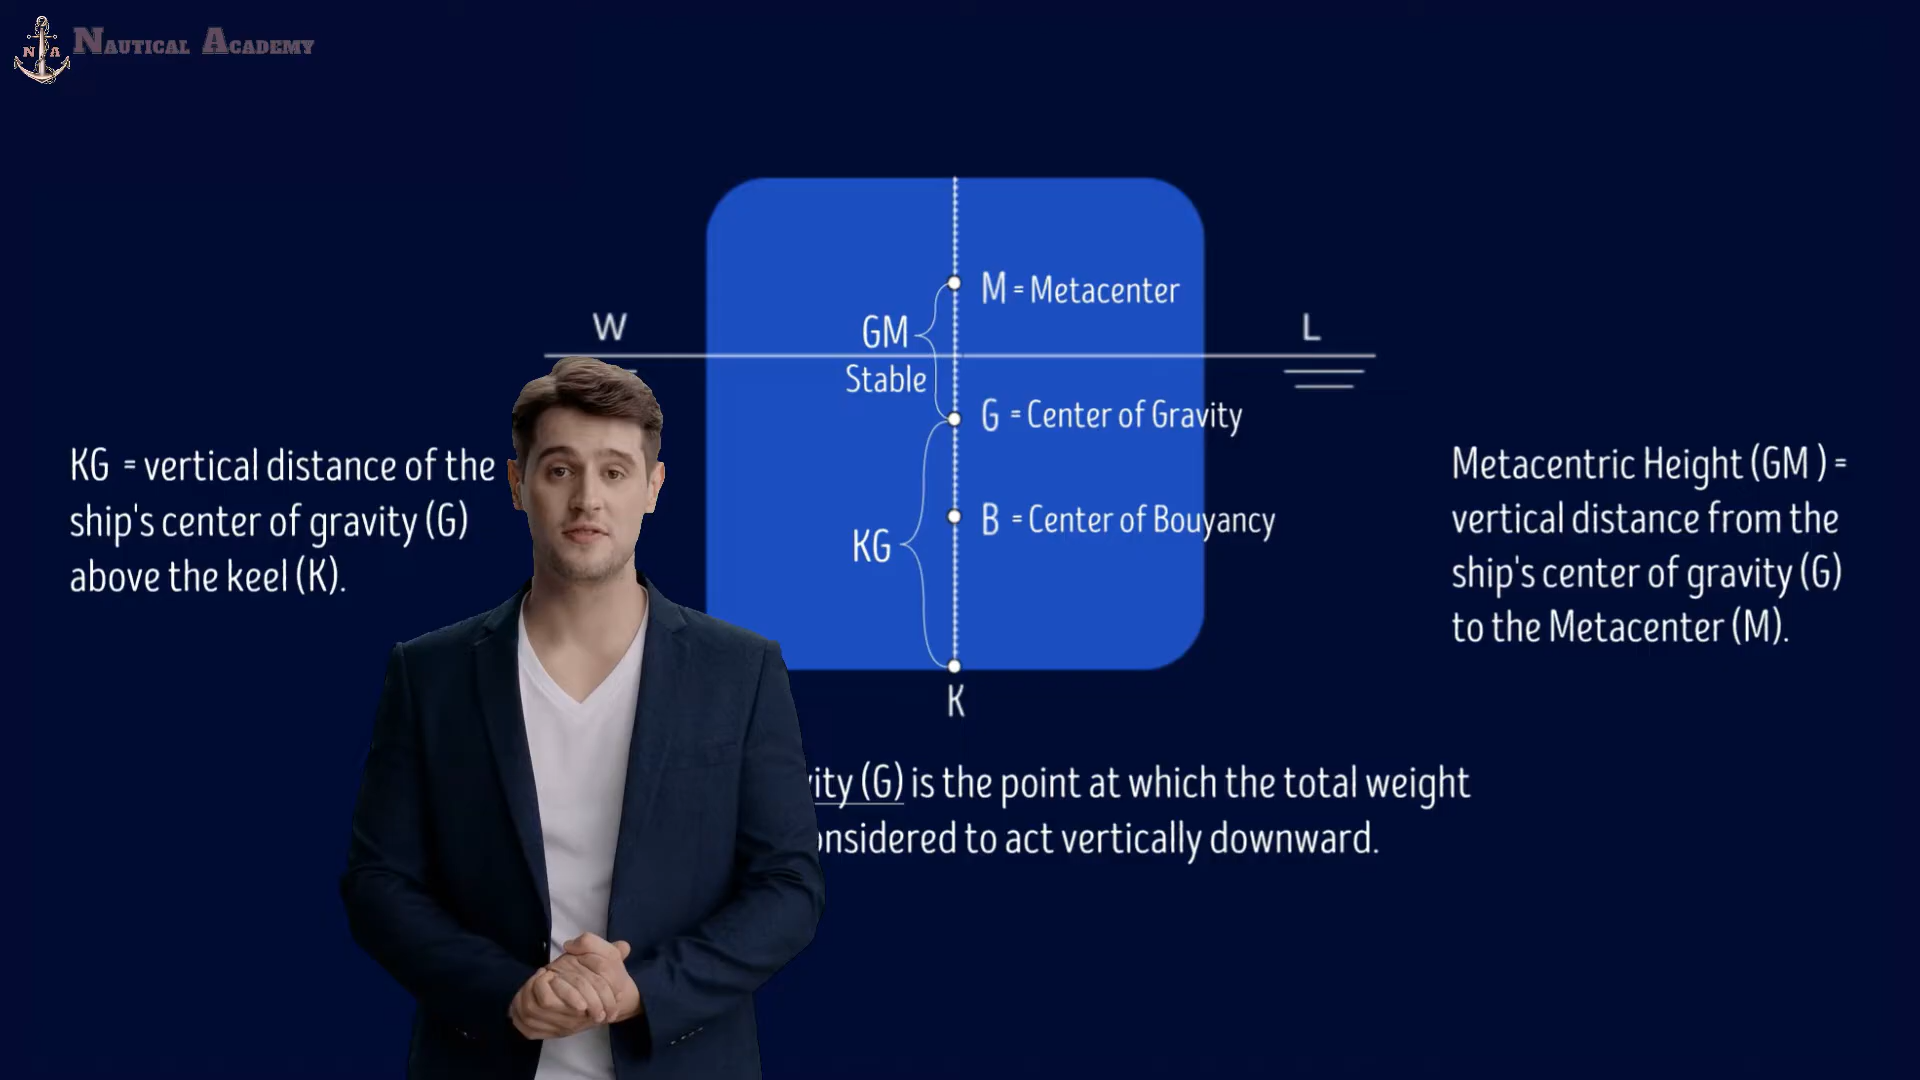 NAUTICAL ACADEMY
N A
M = Metacenter
GM
W
L
Stable
G = Center of Gravity
KG = vertical distance of the
ship's center of gravity (G)
above the keel (K).
B = Center of Bouyancy
KG
Metacentric Height (GM ) =
vertical distance from the
ship's center of gravity (G)
to the Metacenter (M).
K
(G) is the point at which the total weight
to act vertically downward.